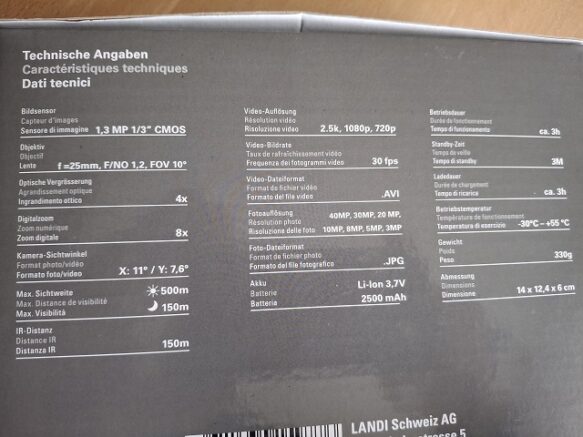 Technische Angaben
Caractéristiques techniques
Dati tecnici
Bildsensor
Capteur d'images
Sensore di immagine 1,3 MP 1/3" CMOS
Objektiv
Objectif
Lente f =25mm, F/NO 1,2, FOV 10°
Optische Vergrösserung
Agrandissement optique
Ingrandimento ottico 4x
Digitalzoom
Zoom numérique
Zoom digitale 8x
Kamera-Sichtwinkel
Format photo/vidéo
Formato foto/video X: 11° / Y: 7,6°
Max. Sichtweite 500m
Max. Distance de visibilité
Max. Visibilità 150m
IR-Distanz
Distance IR
Distanza IR 150m
Video-Auflösung
Résolution vidéo
Risoluzione video 2.5k, 1080p, 720p
Video-Bildrate
Taux de rafraîchissement vidéo
Frequenza dei fotogrammi video 30 fps
Video-Dateiformat
Format de fichier vidéo
Formato del file video .AVI
Fotoauflösung
Résolution photo 40MP, 30MP, 20 MP,
Risoluzione delle foto 10MP, 8MP, 5MP, 3MP
Foto-Dateiformat
Format de fichier photo
Formato del file fotografico .JPG
Akku Li-Ion 3,7V
Batterie
Batteria 2500 mAh
Betriebsdauer
Durée de fonctionnement
Tempo di funzionamento ca. 3h
Standby-Zeit
Temps de veille
Tempo di standby 3M
Ladedauer
Durée de chargement
Tempo di ricarica ca. 3h
Betriebstemperatur
Température de fonctionnement
Temperatura di esercizio -30°C – +55 °C
Gewicht
Poids
Peso 330g
Abmessung
Dimensions
Dimensione 14 x 12,4 x 6 cm
LANDI Schweiz AG